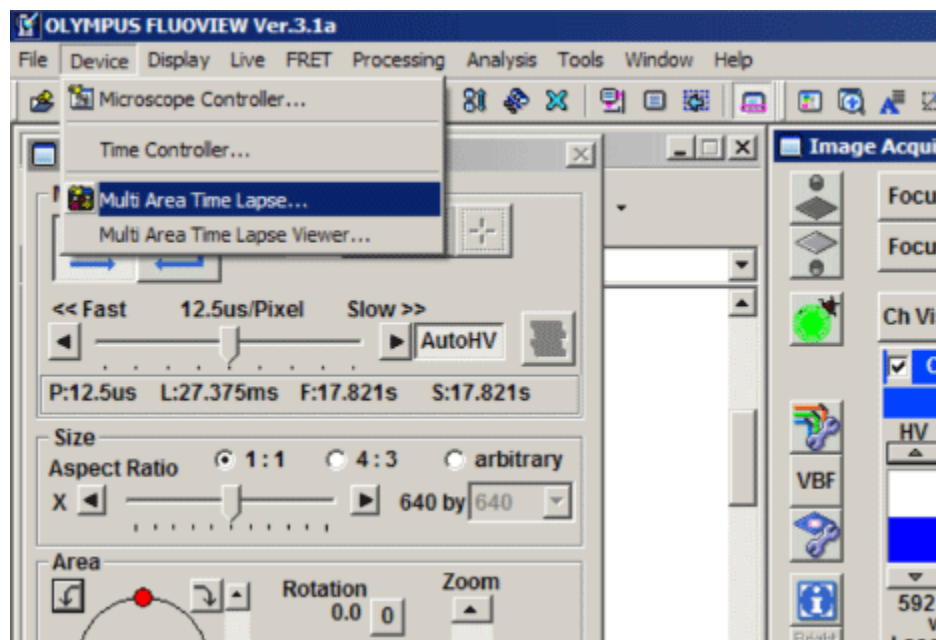 OLYMPUS FLUOVIEW Ver.3.1a
File Device Display Live FRET Processing Analysis Tools Window Help
Microscope Controller...
Time Controller...
Multi Area Time Lapse...
Multi Area Time Lapse Viewer...
<< Fast 12.5us/Pixel Slow >>
AutoHV
P:12.5us L:27.375ms F:17.821s S:17.821s
Size
Aspect Ratio 1:1 4:3 arbitrary
X 640 by 640
Area
Rotation
0.0 0
Zoom
Image Acqui
Focu
Focu
Ch Vi
HV
VBF
592